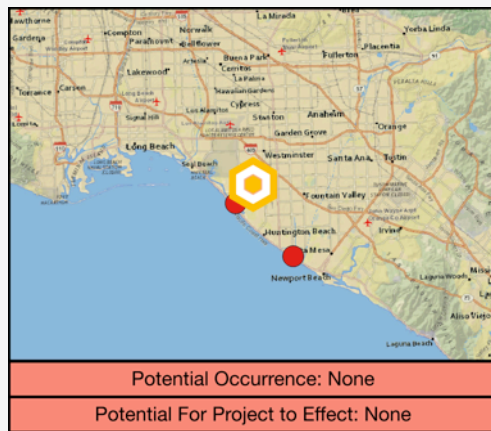 Hawthorne
Compton
Norwalk
La Mirada
Yorba Linda
Gardena
Paramount
Bellflower
Buena Park
Fullerton
Placentia
Artesia
Cerritos
Lakewood
La Palma
Hawaiian Gardens
Torrance
Carson
Cypress
Anaheim
Los Alamitos
Stanton
Lomita
Signal Hill
Orange
Garden Grove
Long Beach
Westminster
Seal Beach
Santa Ana
Tustin
Fountain Valley
Irvine
Huntington Beach
Mesa
Newport Beach
Laguna Woods
Aliso Viejo
Laguna Beach
Potential Occurrence: None
Potential For Project to Effect: None